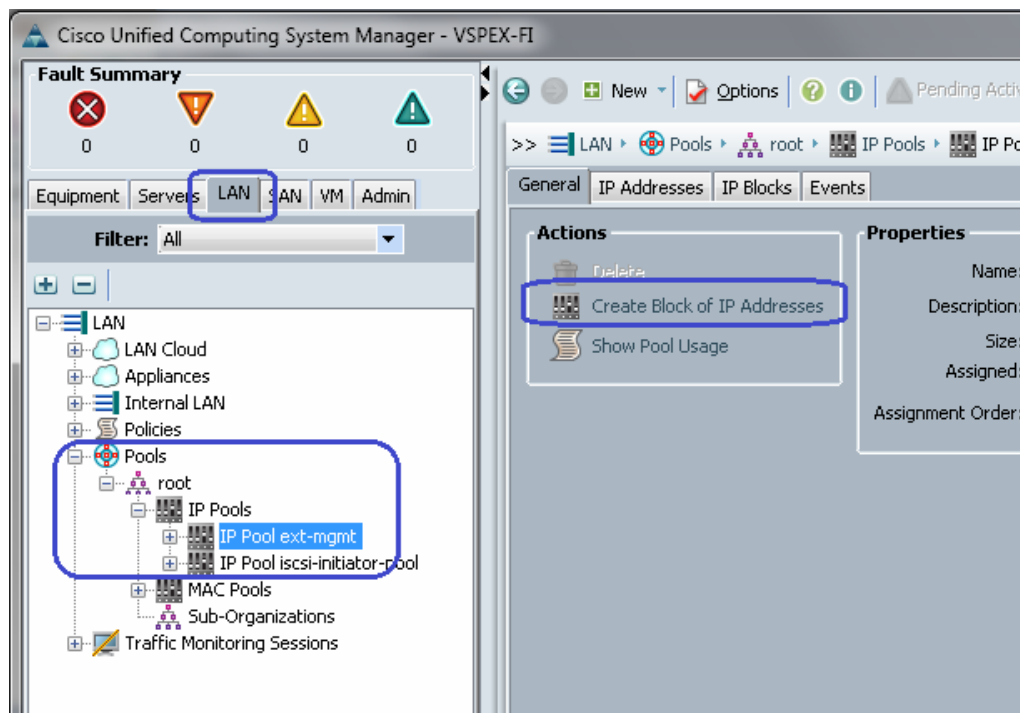 Cisco Unified Computing System Manager - VSPEX-FI
Fault Summary
0 0 0 0
Equipment Servers LAN SAN VM Admin
Filter: All
LAN
LAN Cloud
Appliances
Internal LAN
Policies
Pools
root
IP Pools
IP Pool ext-mgmt
IP Pool iscsi-initiator-pool
MAC Pools
Sub-Organizations
Traffic Monitoring Sessions
New Options Pending Activ
>> LAN Pools root IP Pools IP Po
General IP Addresses IP Blocks Events
Actions
Delete
Create Block of IP Addresses
Show Pool Usage
Properties
Name:
Description:
Size:
Assigned:
Assignment Order: